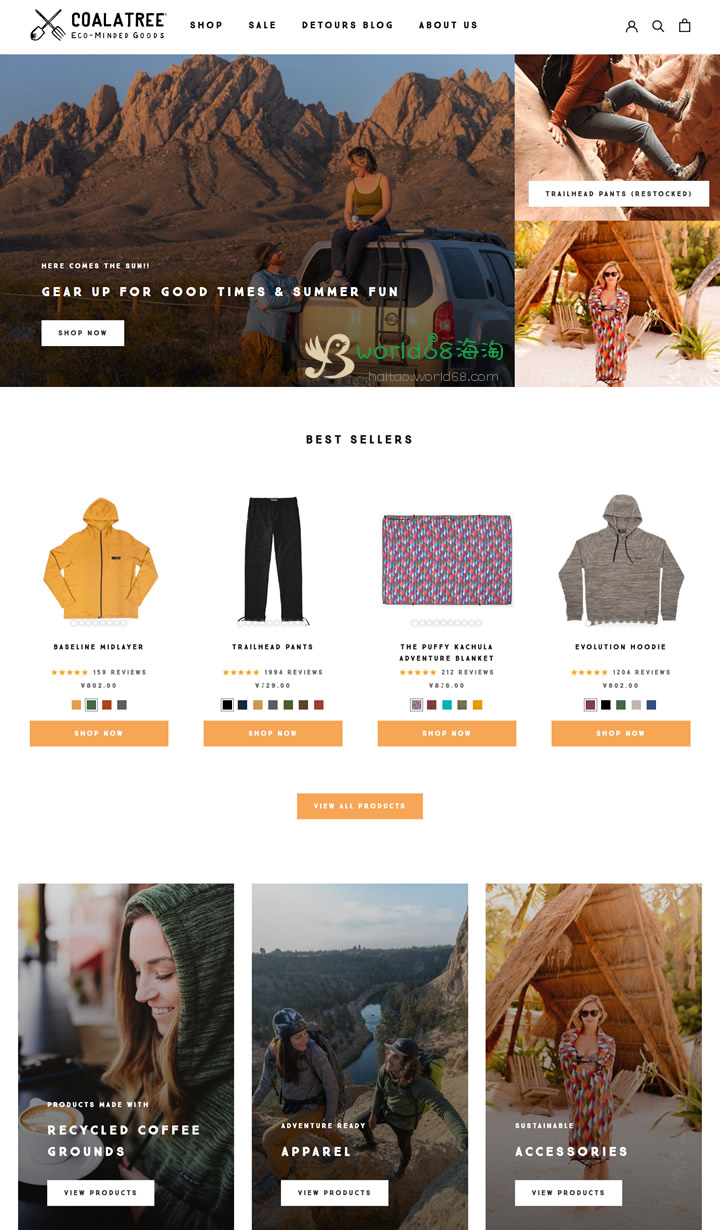 COALATREE
ECO-MINDED GOODS
SHOP SALE DETOURS BLOG ABOUT US
TRAILHEAD PANTS (RESTOCKED)
HERE COMES THE SUN!!
GEAR UP FOR GOOD TIMES & SUMMER FUN
SHOP NOW
world68海淘
haitao.world68.com
BEST SELLERS
BASELINE MIDLAYER
★★★★★ 159 REVIEWS
¥802.00
SHOP NOW
TRAILHEAD PANTS
★★★★★ 1994 REVIEWS
¥729.00
SHOP NOW
THE PUFFY KACHULA
ADVENTURE BLANKET
★★★★★ 212 REVIEWS
¥876.00
SHOP NOW
EVOLUTION HOODIE
★★★★★ 1204 REVIEWS
¥802.00
SHOP NOW
VIEW ALL PRODUCTS
PRODUCTS MADE WITH
RECYCLED COFFEE
GROUNDS
VIEW PRODUCTS
ADVENTURE READY
APPAREL
VIEW PRODUCTS
SUSTAINABLE
ACCESSORIES
VIEW PRODUCTS